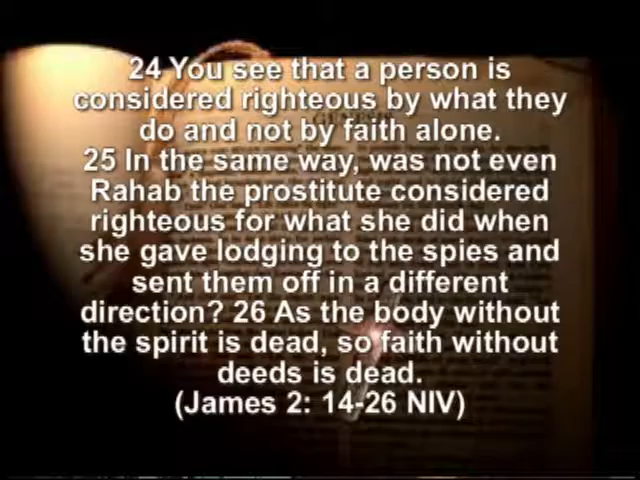 24 You see that a person is
considered righteous by what they
do and not by faith alone.
25 In the same way, was not even
Rahab the prostitute considered
righteous for what she did when
she gave lodging to the spies and
sent them off in a different
direction? 26 As the body without
the spirit is dead, so faith without
deeds is dead.
(James 2: 14-26 NIV)